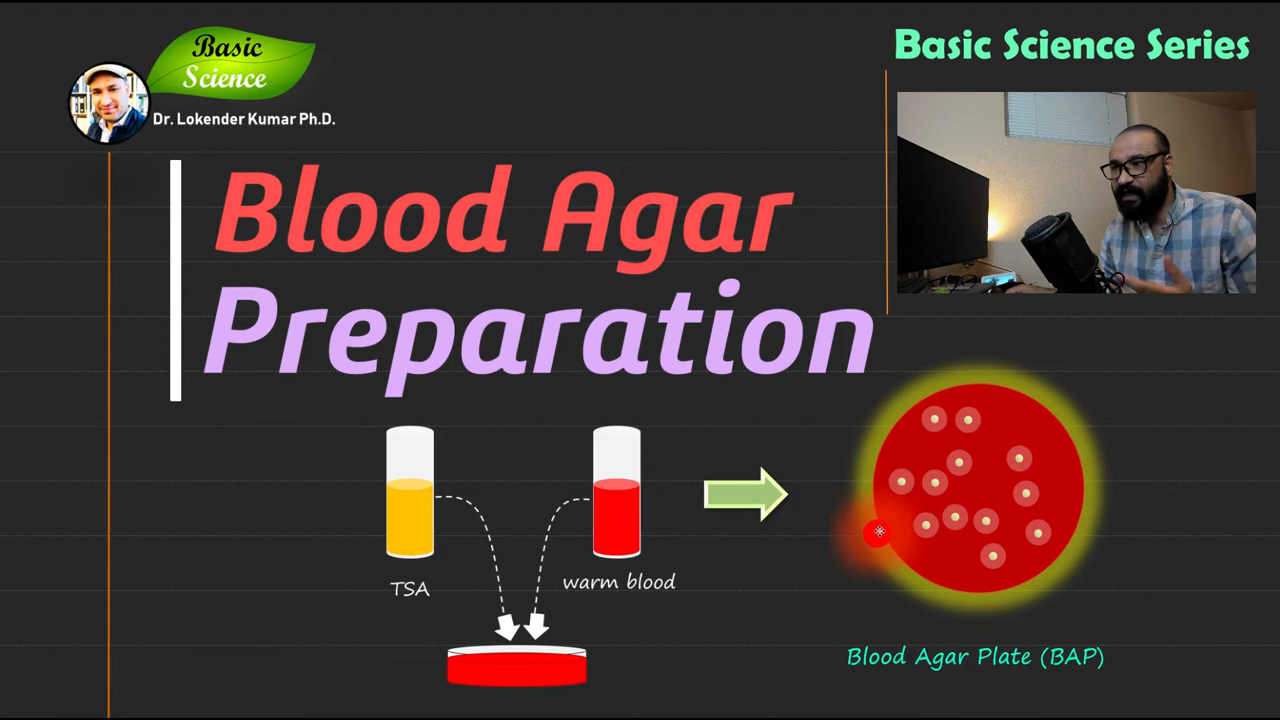 Basic
Science
Dr. Lokender Kumar Ph.D.
Basic Science Series
Blood Agar
Preparation
TSA
warm blood
Blood Agar Plate (BAP)